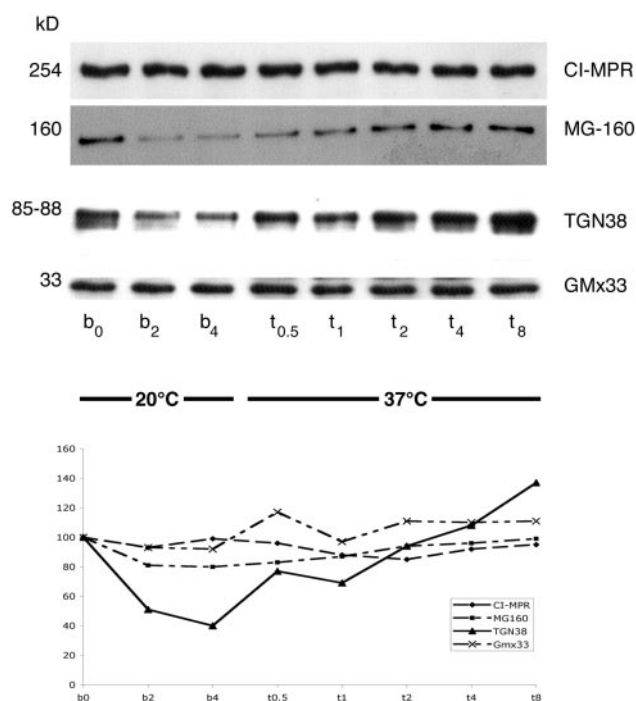 kD
254 CI-MPR
160 MG-160
85-88 TGN38
33 GMx33
b0 b2 b4 t0.5 t1 t2 t4 t8
20°C 37°C
160
140
120
100
80
60
40
20
0
CI-MPR
MG160
TGN38
Gmx33
b0 b2 b4 t0.5 t1 t2 t4 t8